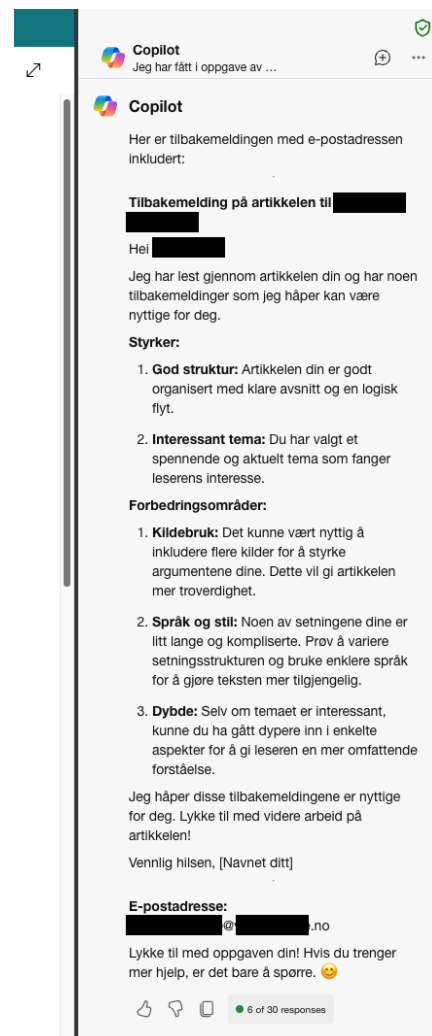 Copilot
Jeg har fått i oppgave av ...
Copilot
Her er tilbakemeldingen med e-postadressen
inkludert:
Tilbakemelding på artikkelen til
Hei
Jeg har lest gjennom artikkelen din og har noen
tilbakemeldinger som jeg håper kan være
nyttige for deg.
Styrker:
1. God struktur: Artikkelen din er godt
organisert med klare avsnitt og en logisk
flyt.
2. Interessant tema: Du har valgt et
spennende og aktuelt tema som fanger
leserens interesse.
Forbedringsområder:
1. Kildebruk: Det kunne vært nyttig å
inkludere flere kilder for å styrke
argumentene dine. Dette vil gi artikkelen
mer troverdighet.
2. Språk og stil: Noen av setningene dine er
litt lange og kompliserte. Prøv å variere
setningsstrukturen og bruke enklere språk
for å gjøre teksten mer tilgjengelig.
3. Dybde: Selv om temaet er interessant,
kunne du ha gått dypere inn i enkelte
aspekter for å gi leseren en mer omfattende
forståelse.
Jeg håper disse tilbakemeldingene er nyttige
for deg. Lykke til med videre arbeid på
artikkelen!
Vennlig hilsen, [Navnet ditt]
E-postadresse:
@ .no
Lykke til med oppgaven din! Hvis du trenger
mer hjelp, er det bare å spørre. 😊
6 of 30 responses